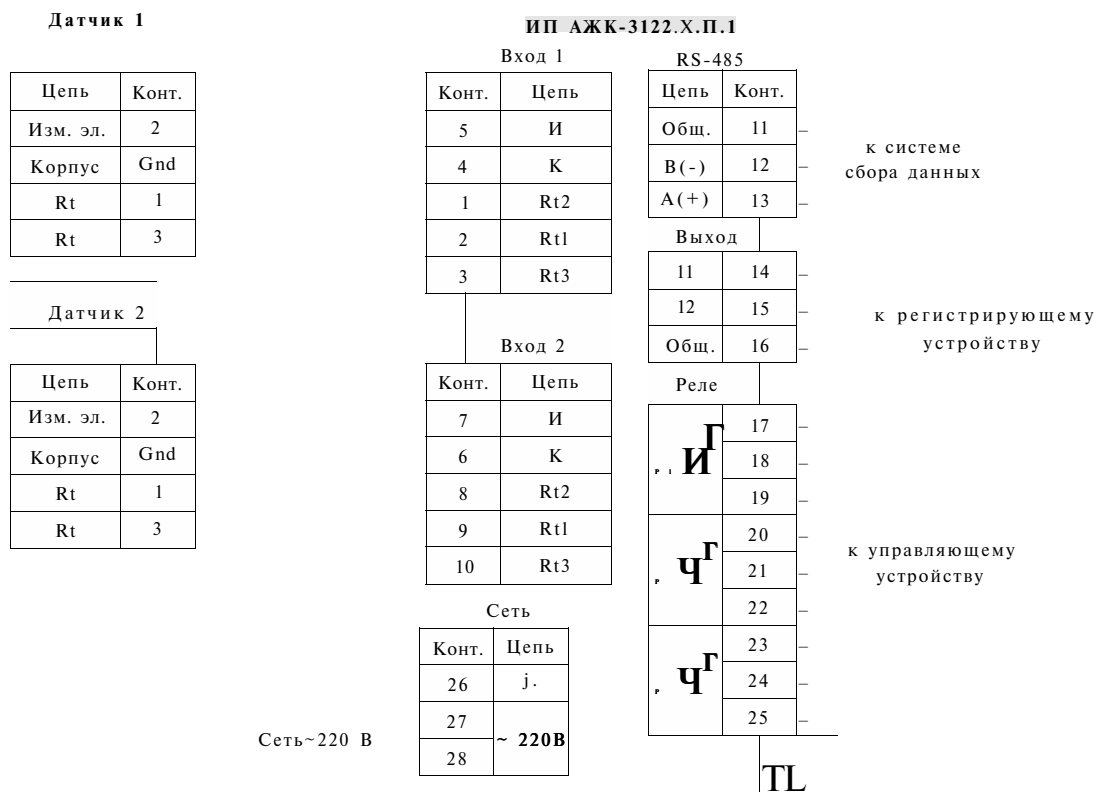 Датчик 1
Цепь Конт.
Изм. эл. 2
Корпус Gnd
Rt 1
Rt 3
Датчик 2
Цепь Конт.
Изм. эл. 2
Корпус Gnd
Rt 1
Rt 3
ИП АЖК-3122.Х.П.1
Вход 1
Конт. Цепь
5 И
4 К
1 Rt2
2 Rt1
3 Rt3
Вход 2
Конт. Цепь
7 И
6 К
8 Rt2
9 Rt1
10 Rt3
Сеть
Конт. Цепь
26 j.
27
28
~ 220В
Сеть~220 В
RS-485
Цепь Конт.
Общ. 11
В(-) 12
А(+) 13
к системе
сбора данных
Выход
11 14
12 15
Общ. 16
к регистрирующему
устройству
Реле
Р 1 И Г
17
18
19
Р Ч Г
20
21
22
Р Ч Г
23
24
25
к управляющему
устройству
TL